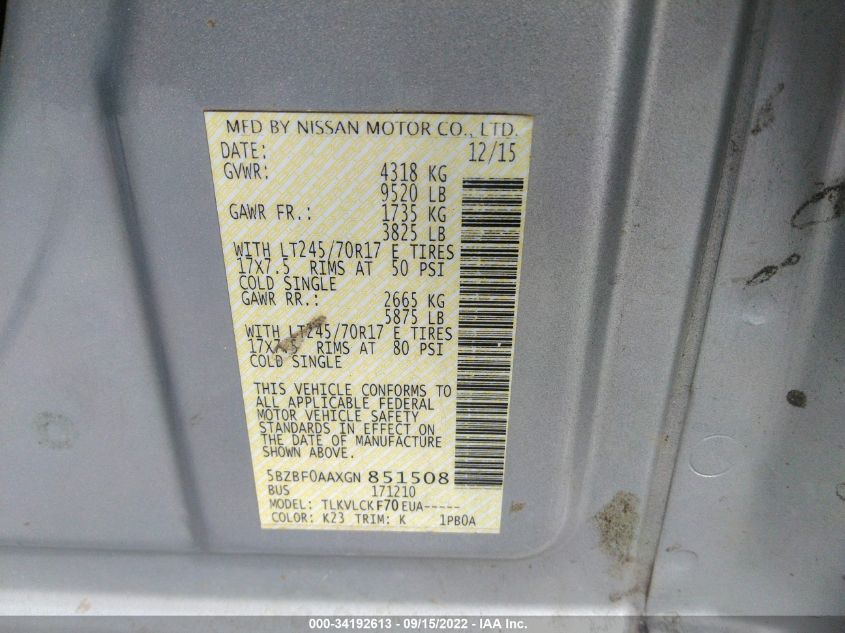 MFD BY NISSAN MOTOR CO., LTD.
DATE: 12/15
GVWR: 4318 KG
9520 LB
GAWR FR.: 1735 KG
3825 LB
WITH LT245/70R17 E TIRES
17X7.5 RIMS AT 50 PSI
COLD SINGLE
GAWR RR.: 2665 KG
5875 LB
WITH LT245/70R17 E TIRES
17X7.5 RIMS AT 80 PSI
COLD SINGLE
THIS VEHICLE CONFORMS TO
ALL APPLICABLE FEDERAL
MOTOR VEHICLE SAFETY
STANDARDS IN EFFECT ON
THE DATE OF MANUFACTURE
SHOWN ABOVE.
5BZBF0AAXGN 851508
BUS 171210
MODEL: TLKVLCKF70EUA-----
COLOR: K23 TRIM: K 1PB0A
000-34192613 - 09/15/2022 - IAA Inc.